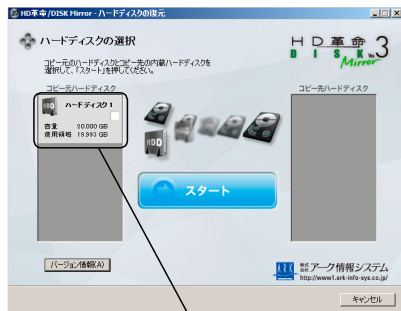 HD革命/DISK Mirror - ハードディスクの復元
ハードディスクの選択
HD革命
DISK Ver.3
Mirror
コピー元のハードディスクとコピー先の内蔵ハードディスクを
選択して、「スタート」を押してください。
コピー元ハードディスク
コピー先ハードディスク
HDD
ハードディスク1
容量 20.000 GB
使用領域 19.993 GB
HDD
スタート
バージョン情報(A)
ARK 株式会社 アーク情報システム
http://www1.ark-info-sys.co.jp/
キャンセル